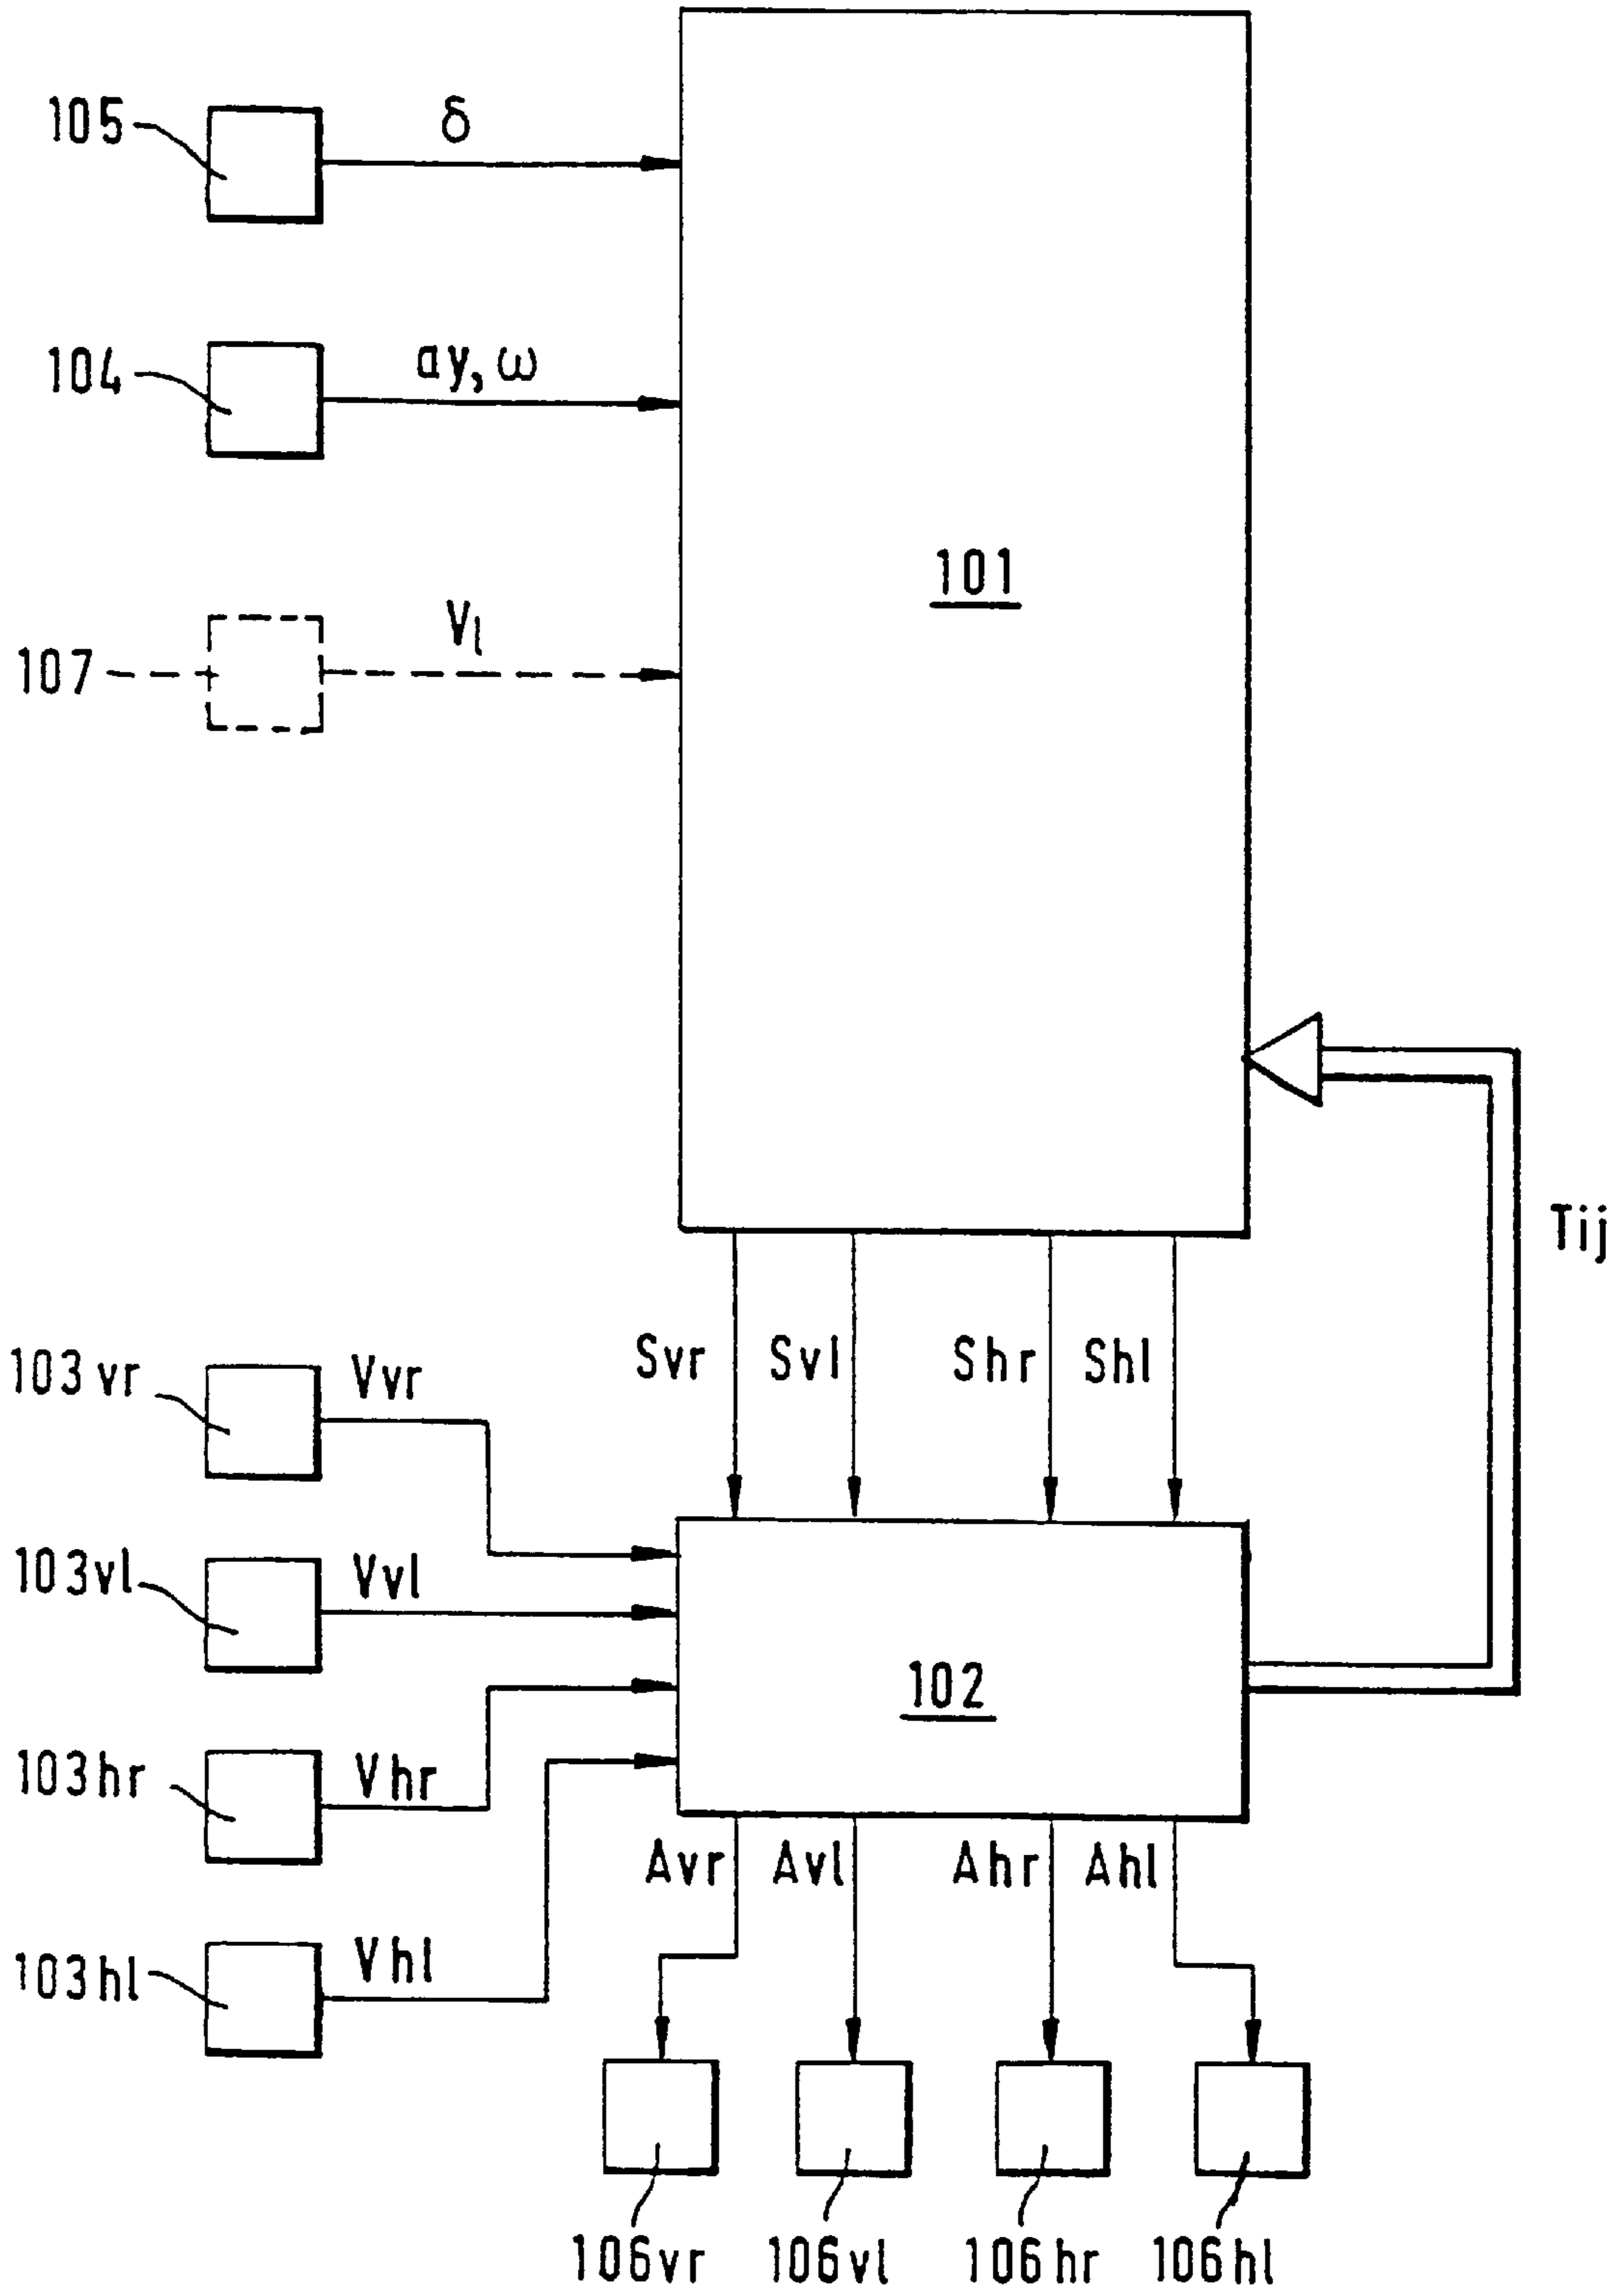 105
δ
104
ay, ω
101
107
Vl
Tij
Svr
Svl
Shr
Shl
103vr
Vvr
103vl
Vvl
102
103hr
Vhr
Avr
Avl
Ahr
Ahl
103hl
Vhl
106vr
106vl
106hr
106hl